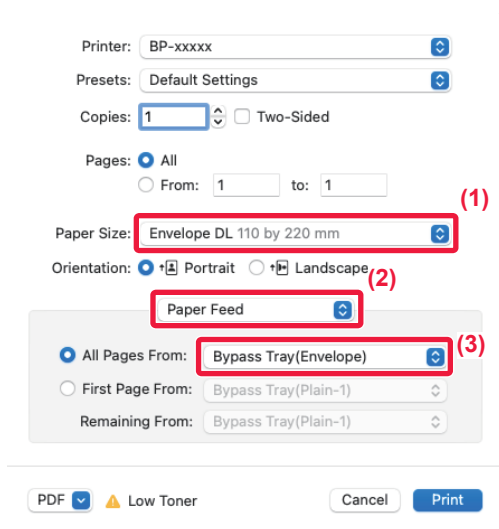 Printer: BP-xxxxx
Presets: Default Settings
Copies: 1 Two-Sided
Pages: All
From: 1 to: 1
(1)
Paper Size: Envelope DL 110 by 220 mm
Orientation: Portrait Landscape
(2)
Paper Feed
(3)
All Pages From: Bypass Tray(Envelope)
First Page From: Bypass Tray(Plain-1)
Remaining From: Bypass Tray(Plain-1)
PDF Low Toner Cancel Print